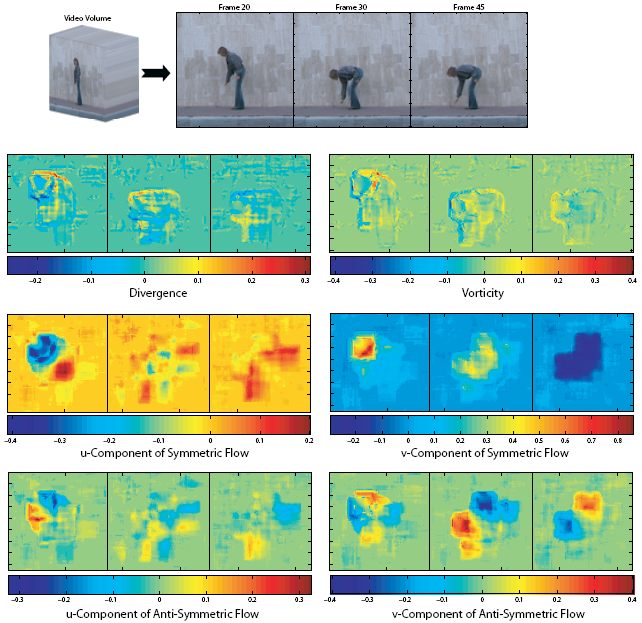 Video Volume
Frame 20
Frame 30
Frame 45
−0.2 −0.1 0 0.1 0.2 0.3
Divergence
−0.4 −0.3 −0.2 −0.1 0 0.1 0.2 0.3 0.4
Vorticity
−0.4 −0.3 −0.2 −0.1 0 0.1 0.2
u-Component of Symmetric Flow
−0.2 −0.1 0 0.1 0.2 0.3 0.4 0.5 0.6 0.7 0.8
v-Component of Symmetric Flow
−0.3 −0.2 −0.1 0 0.1 0.2 0.3
u-Component of Anti-Symmetric Flow
−0.4 −0.3 −0.2 −0.1 0 0.1 0.2 0.3 0.4
v-Component of Anti-Symmetric Flow